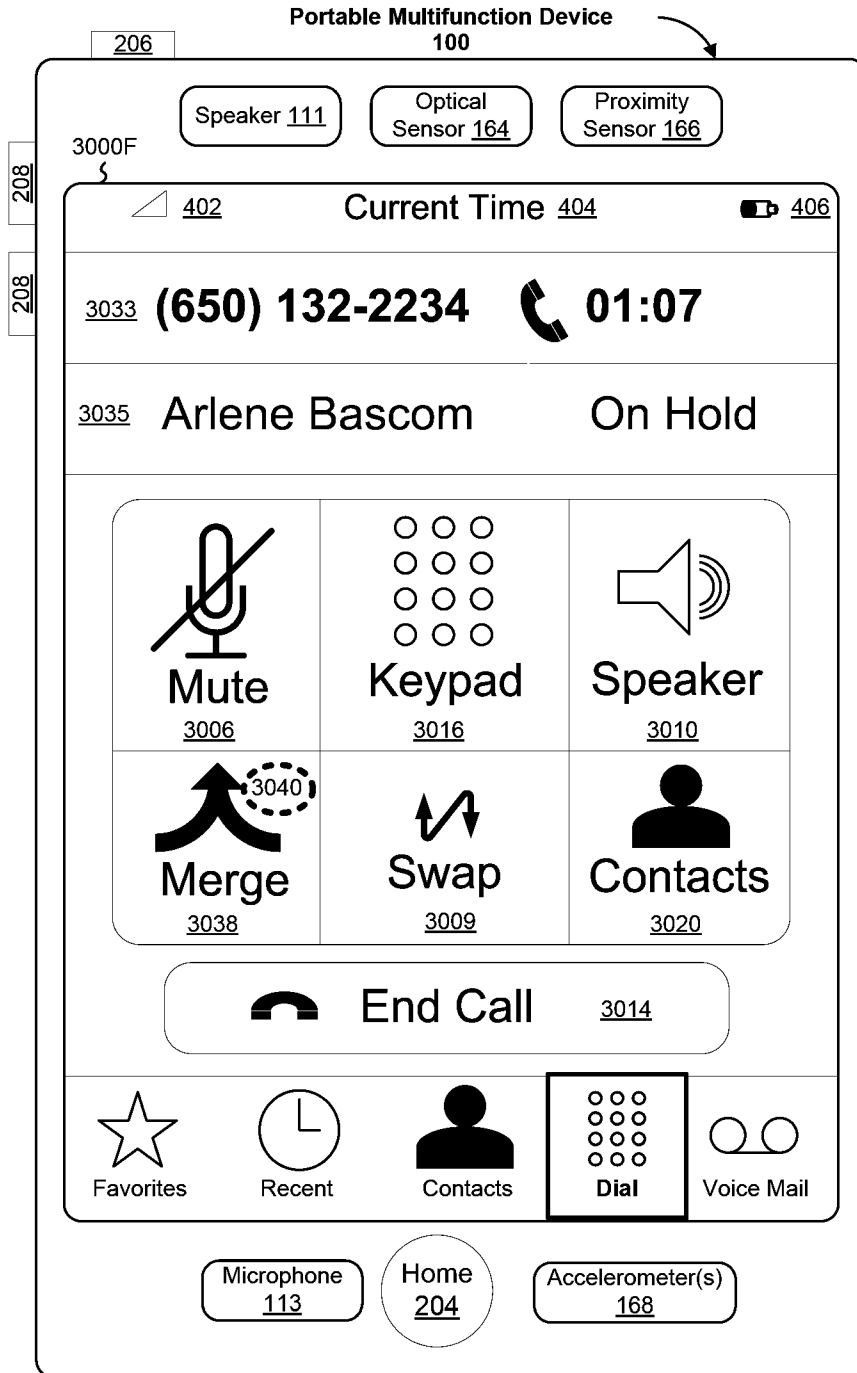 Portable Multifunction Device
100
206
Speaker 111
Optical
Sensor 164
Proximity
Sensor 166
3000F
208
208
402
Current Time 404
406
3033 (650) 132-2234
01:07
3035 Arlene Bascom
On Hold
Mute
3006
Keypad
3016
Speaker
3010
3040
Merge
3038
Swap
3009
Contacts
3020
End Call 3014
Favorites
Recent
Contacts
Dial
Voice Mail
Microphone
113
Home
204
Accelerometer(s)
168